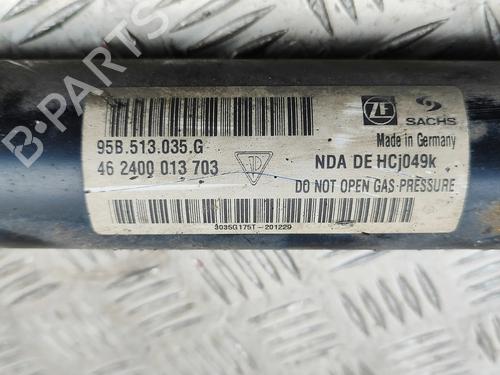 95B.513.035.G
46 2400 013 703
ZF
SACHS
Made in Germany
NDA DE HCj049k
DO NOT OPEN GAS-PRESSURE
3035G175T-201229
B-PARTS